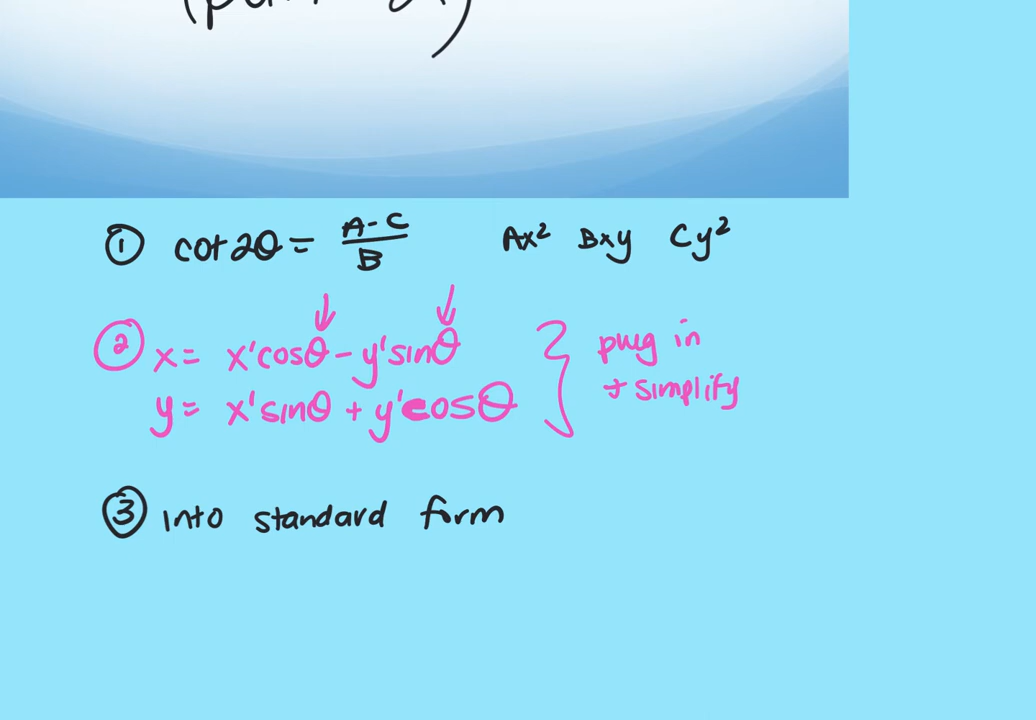 ① cot2θ = A-C/B Ax² Bxy Cy²
② x = x'cosθ - y'sinθ
y = x'sinθ + y'cosθ
plug in
+ simplify
③ into standard form